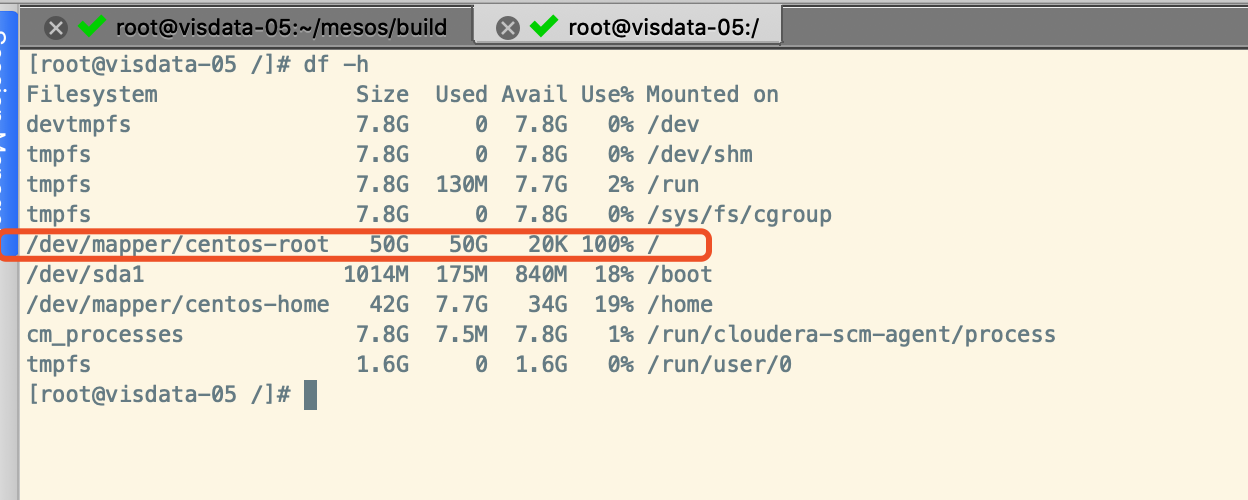 root@visdata-05:~/mesos/build root@visdata-05:/
[root@visdata-05 /]# df -h
Filesystem Size Used Avail Use% Mounted on
devtmpfs 7.8G 0 7.8G 0% /dev
tmpfs 7.8G 0 7.8G 0% /dev/shm
tmpfs 7.8G 130M 7.7G 2% /run
tmpfs 7.8G 0 7.8G 0% /sys/fs/cgroup
/dev/mapper/centos-root 50G 50G 20K 100% /
/dev/sda1 1014M 175M 840M 18% /boot
/dev/mapper/centos-home 42G 7.7G 34G 19% /home
cm_processes 7.8G 7.5M 7.8G 1% /run/cloudera-scm-agent/process
tmpfs 1.6G 0 1.6G 0% /run/user/0
[root@visdata-05 /]#